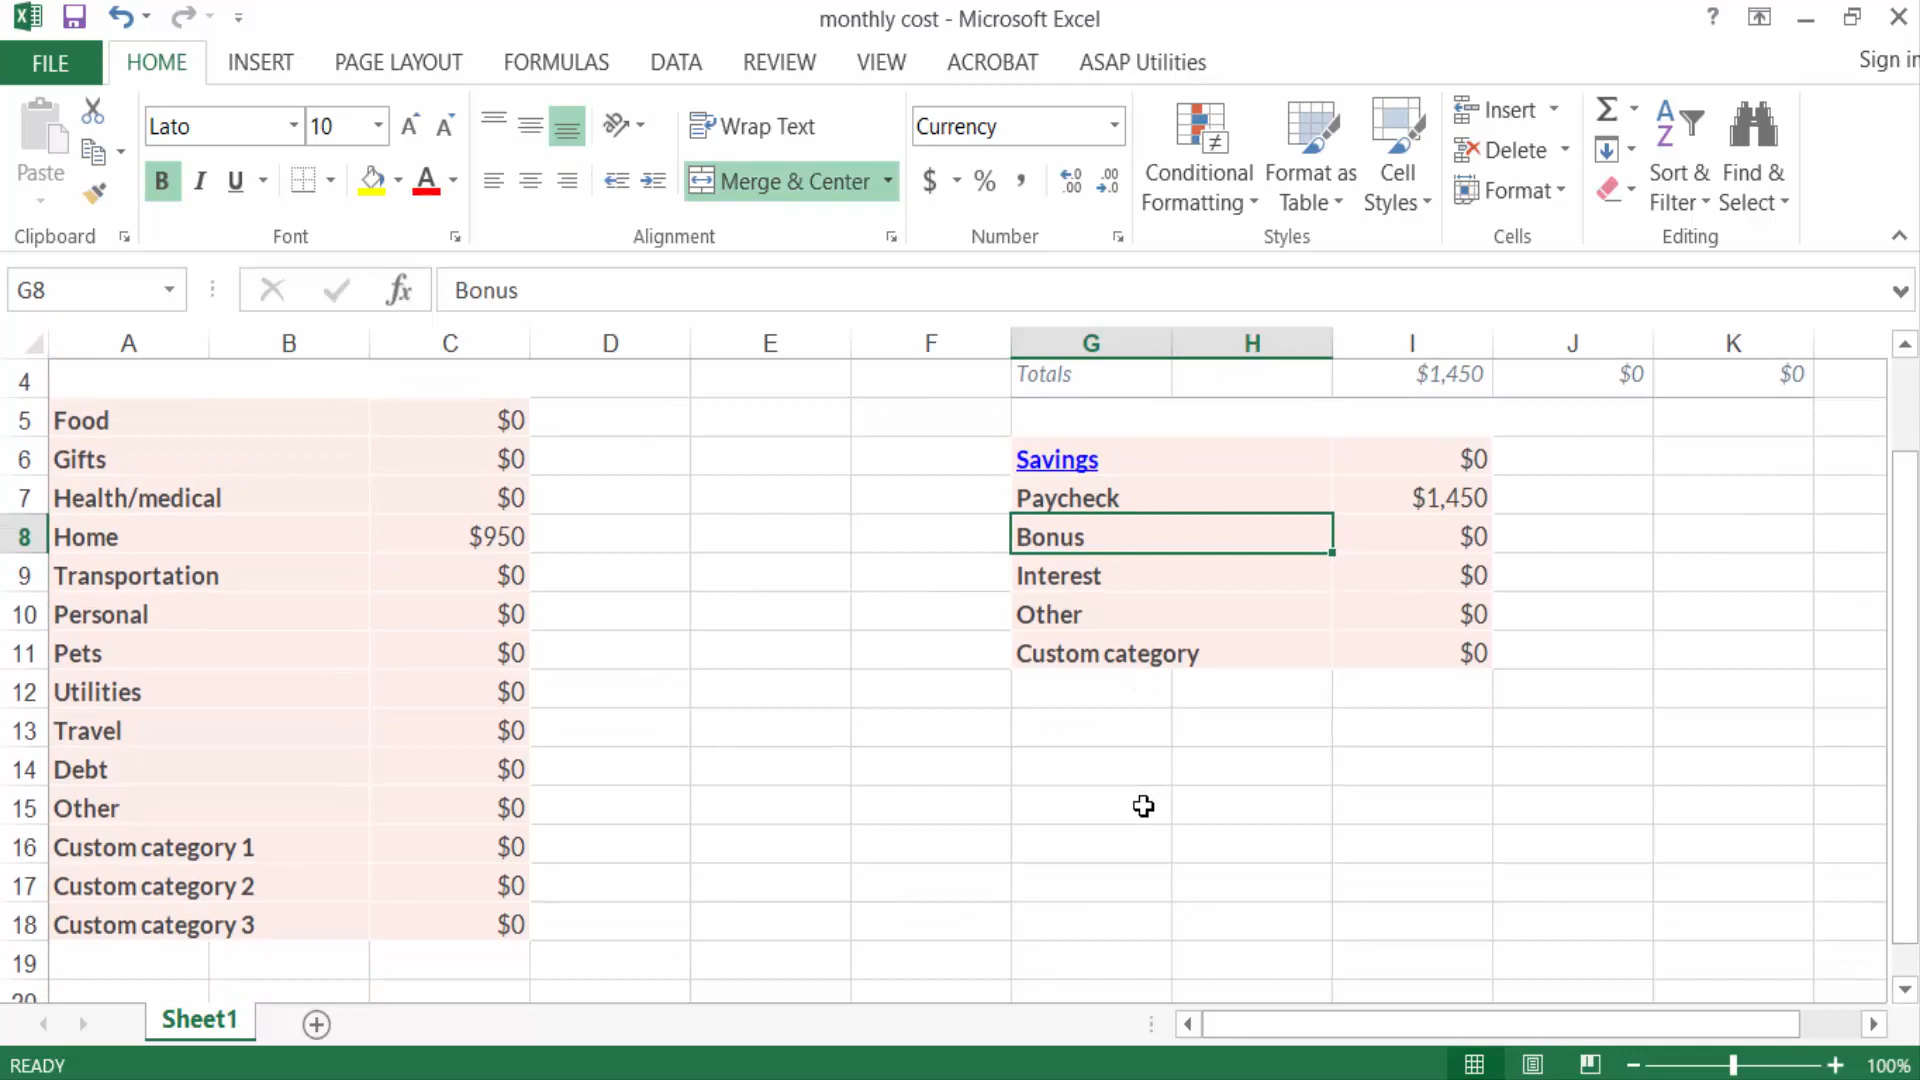 monthly cost - Microsoft Excel
?
FILE HOME INSERT PAGE LAYOUT FORMULAS DATA REVIEW VIEW ACROBAT ASAP Utilities Sign in
Paste
Clipboard
Lato 10
B I U A
Font
Wrap Text
Merge & Center
Alignment
Currency
$ % ,
Number
Conditional Formatting
Format as Table
Cell Styles
Styles
Insert
Delete
Format
Cells
Sort & Filter
Find & Select
Editing
G8 fx Bonus
A B C D E F G H I J K
4 Totals $1,450 $0 $0
5 Food $0
6 Gifts $0 Savings $0
7 Health/medical $0 Paycheck $1,450
8 Home $950 Bonus $0
9 Transportation $0 Interest $0
10 Personal $0 Other $0
11 Pets $0 Custom category $0
12 Utilities $0
13 Travel $0
14 Debt $0
15 Other $0
16 Custom category 1 $0
17 Custom category 2 $0
18 Custom category 3 $0
19
20
Sheet1
READY 100%